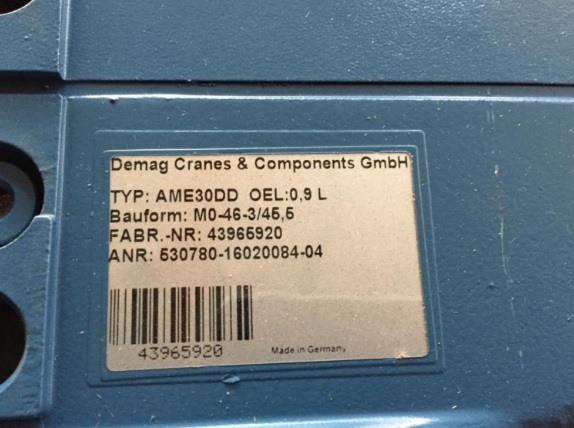 Demag Cranes & Components GmbH
TYP: AME30DD OEL:0,9 L
Bauform: M0-46-3/45,5
FABR.-NR: 43965920
ANR: 530780-16020084-04
43965920
Made in Germany